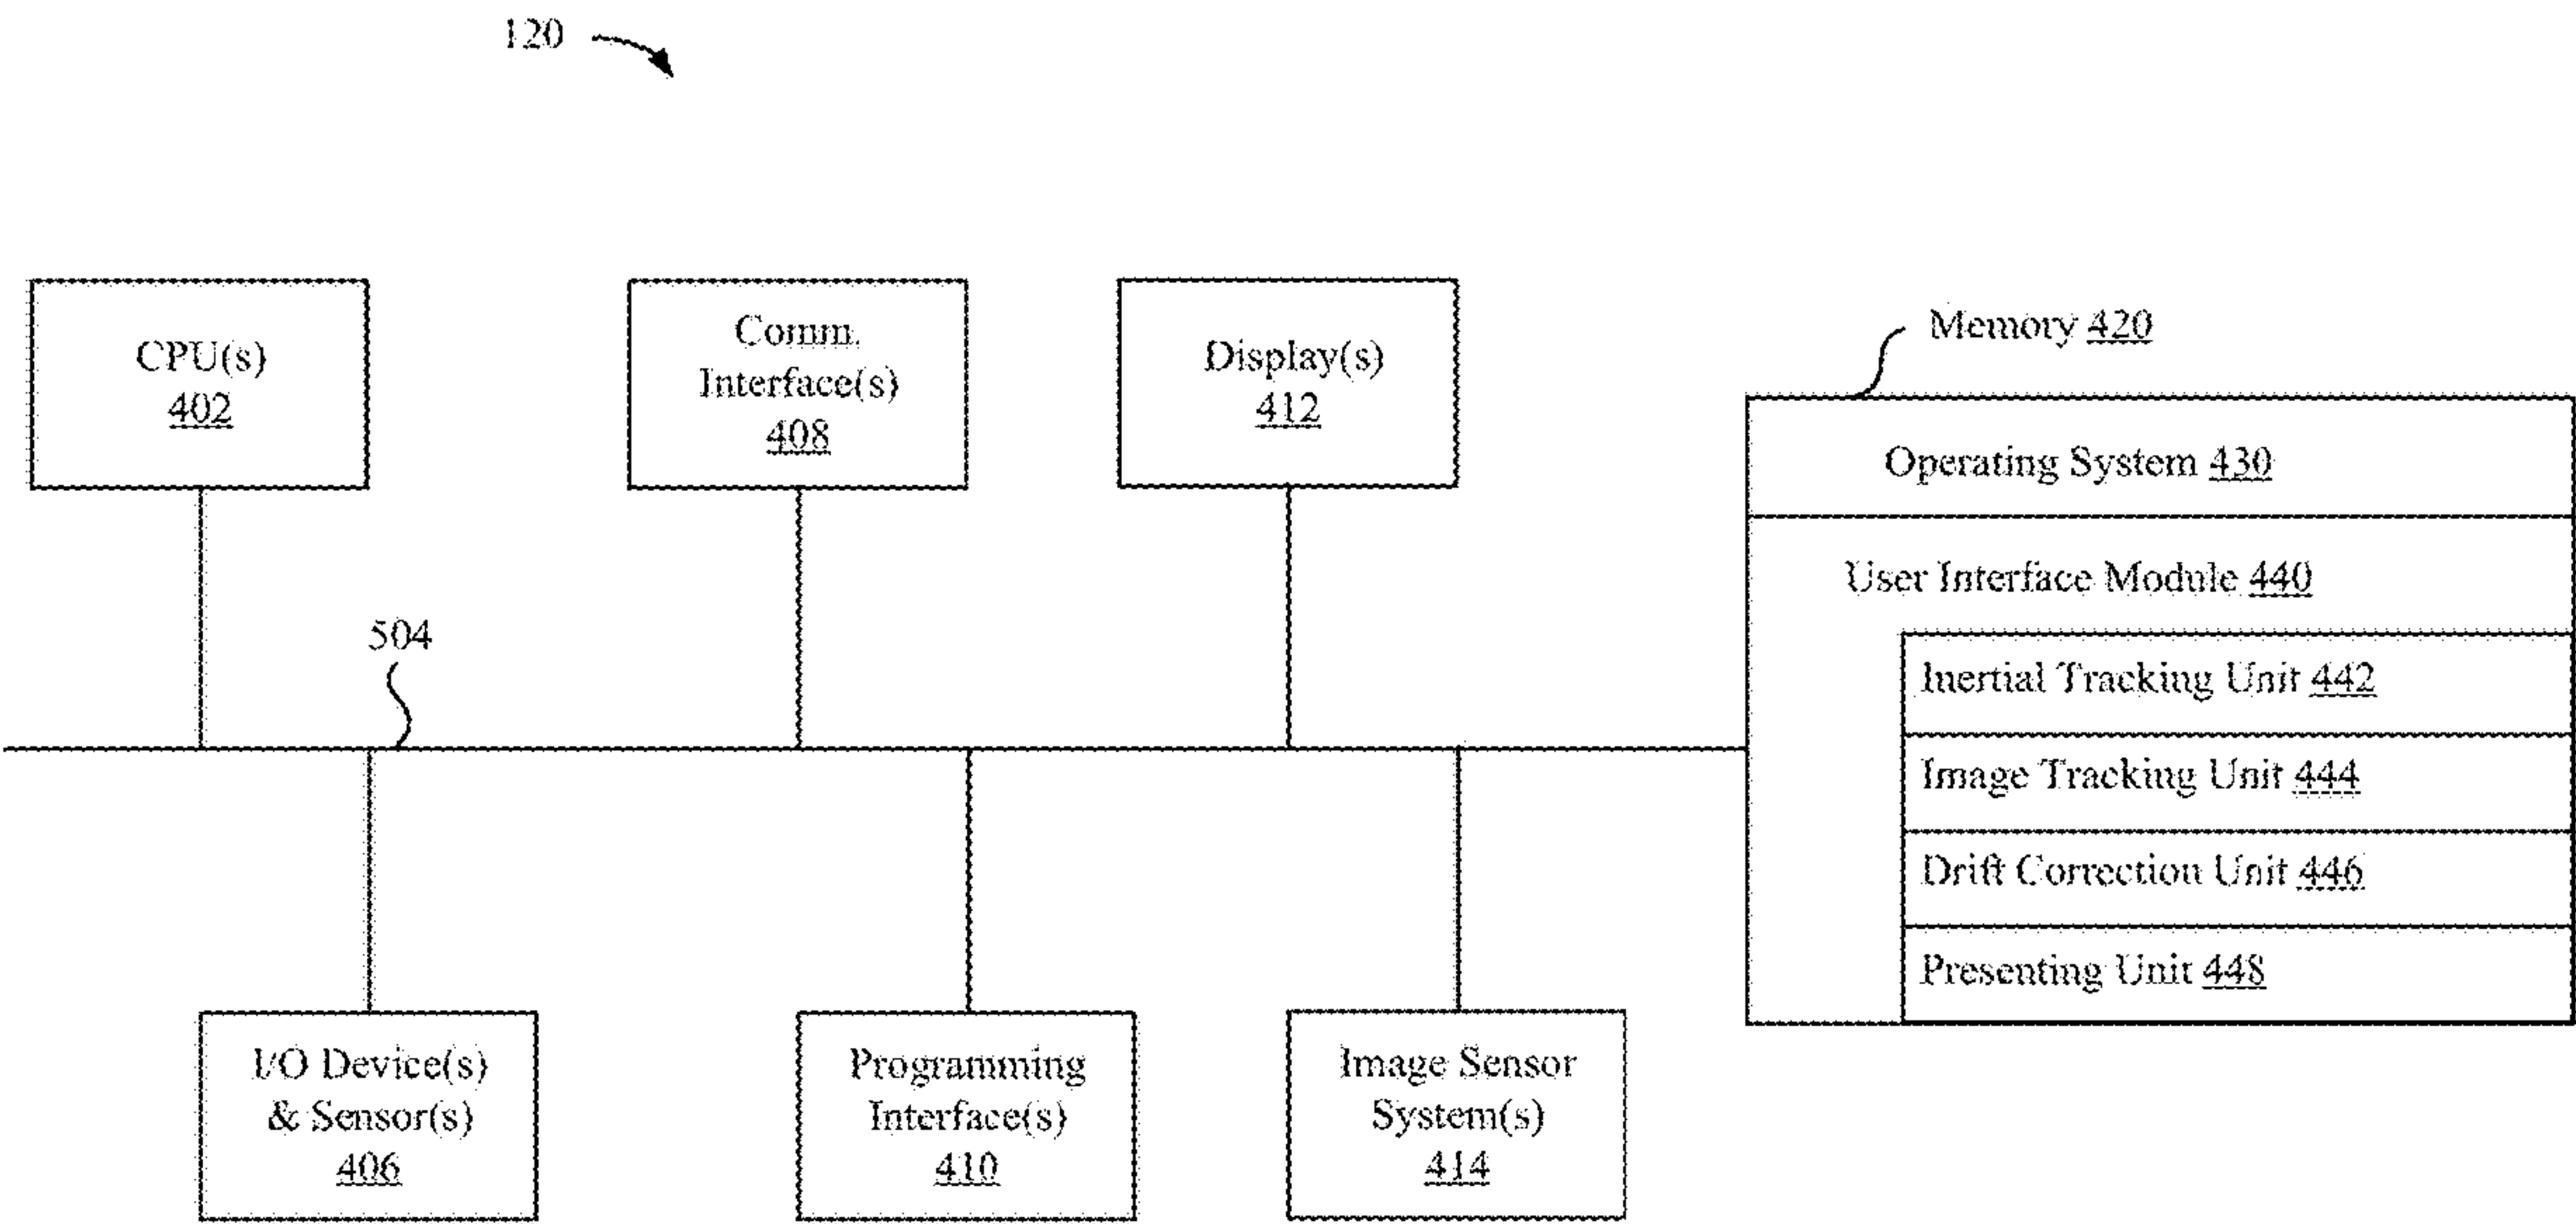 120
CPU(s)
402
Comm.
Interface(s)
408
Display(s)
412
Memory 420
Operating System 430
User Interface Module 440
Inertial Tracking Unit 442
Image Tracking Unit 444
Drift Correction Unit 446
Presenting Unit 448
504
I/O Device(s)
& Sensor(s)
406
Programming
Interface(s)
410
Image Sensor
System(s)
414